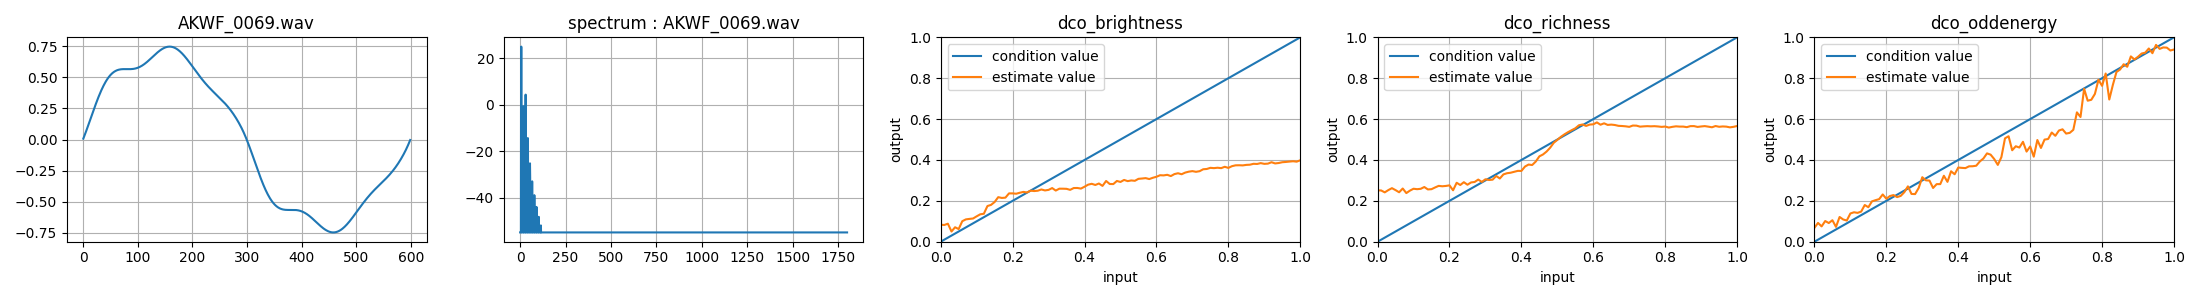 AKWF_0069.wav
0.75
0.50
0.25
0.00
−0.25
−0.50
−0.75
0 100 200 300 400 500 600
spectrum : AKWF_0069.wav
20
0
−20
−40
0 250 500 750 1000 1250 1500 1750
dco_brightness
condition value
estimate value
output
1.0
0.8
0.6
0.4
0.2
0.0
0.0 0.2 0.4 0.6 0.8 1.0
input
dco_richness
condition value
estimate value
output
1.0
0.8
0.6
0.4
0.2
0.0
0.0 0.2 0.4 0.6 0.8 1.0
input
dco_oddenergy
condition value
estimate value
output
1.0
0.8
0.6
0.4
0.2
0.0
0.0 0.2 0.4 0.6 0.8 1.0
input